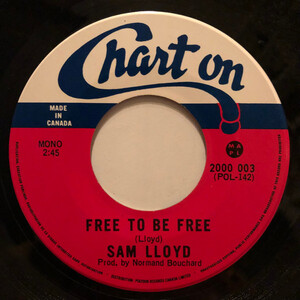 Chart on
MADE
IN
CANADA
MONO
2:45
2000 003
(POL-142)
FREE TO BE FREE
(Lloyd)
SAM LLOYD
Prod. by Normand Bouchard